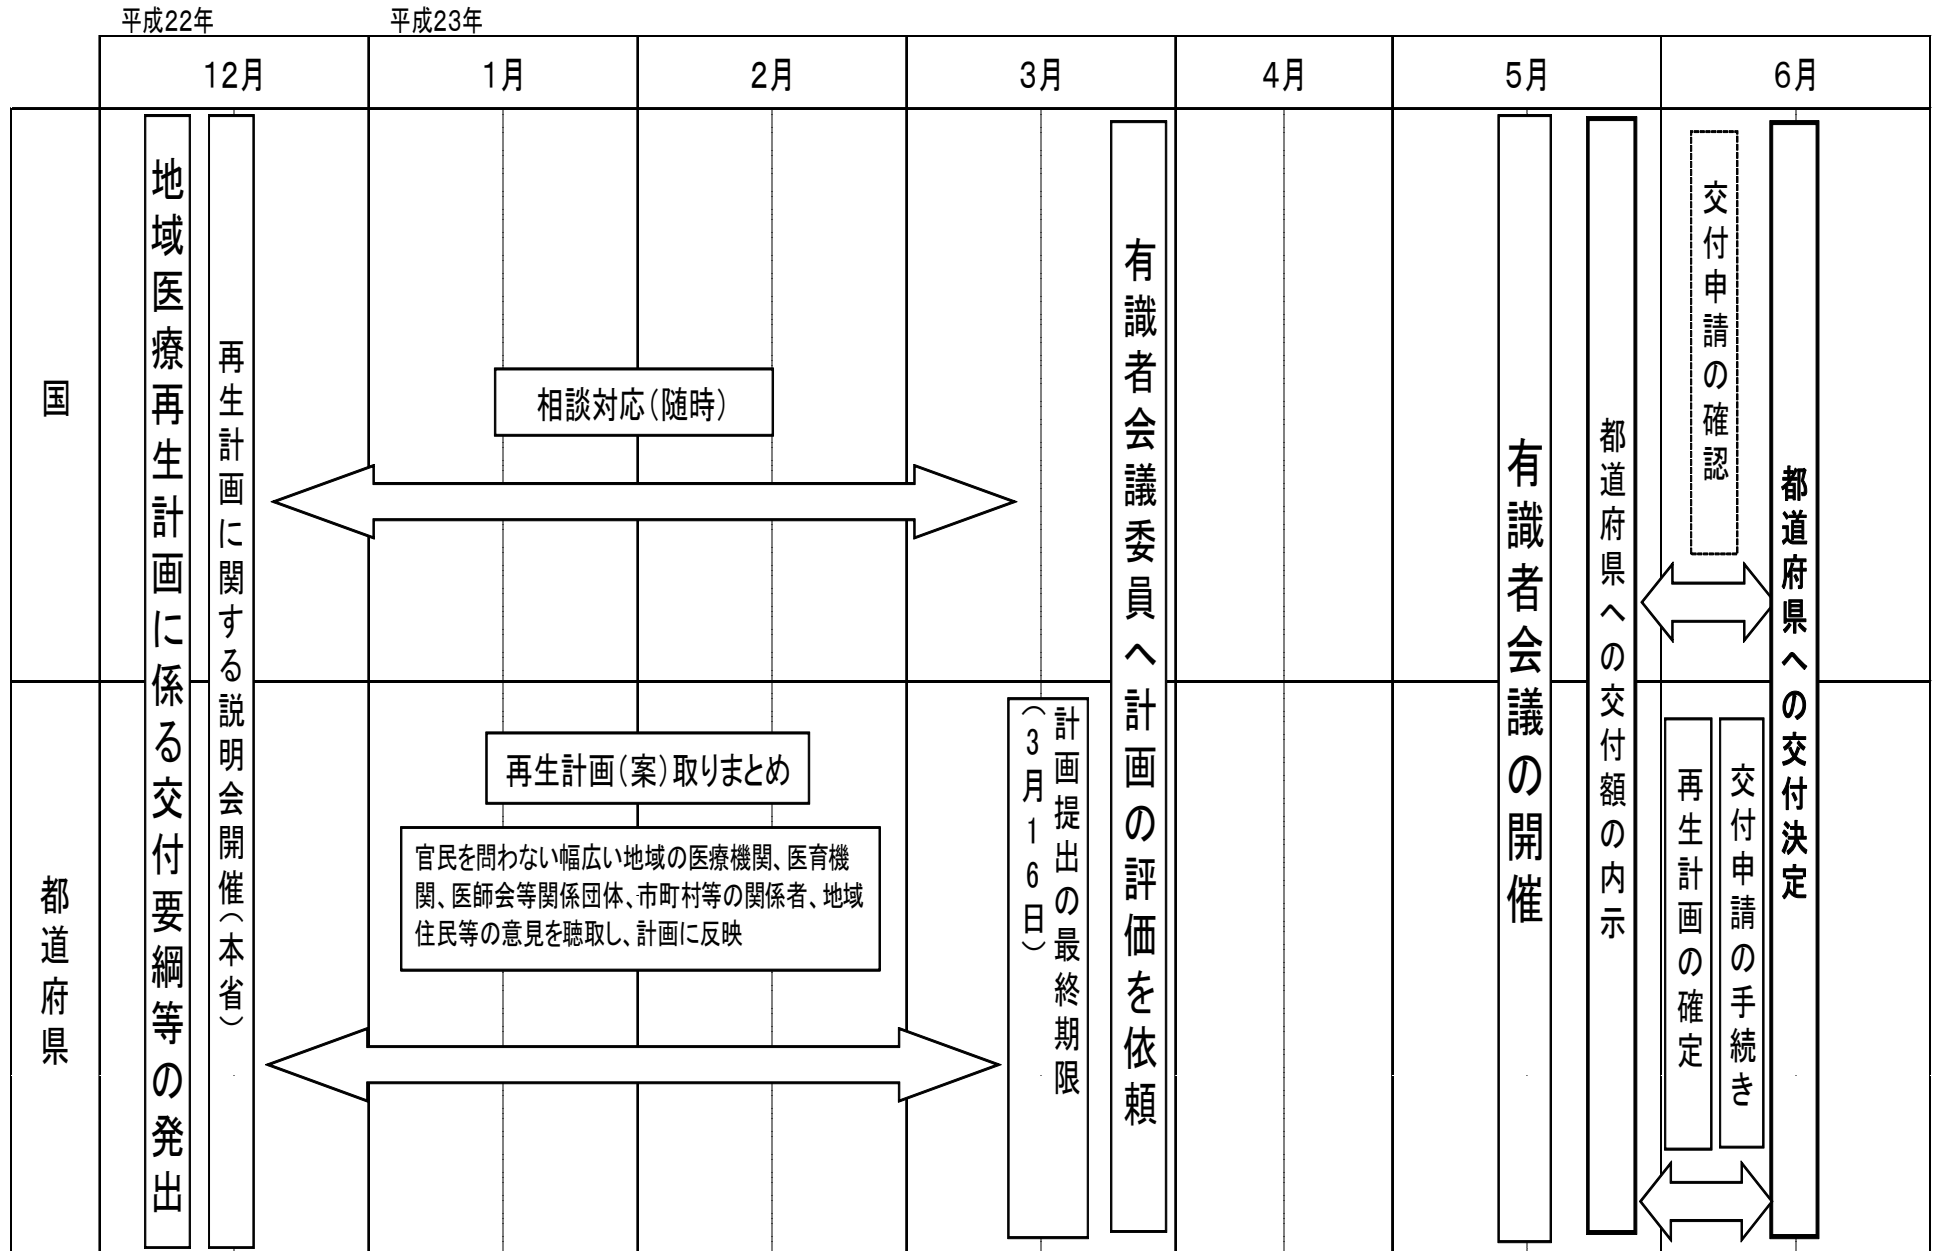 平成22年
平成23年
12月
1月
2月
3月
4月
5月
6月
国
都道府県
地域医療再生計画に係る交付要綱等の発出
再生計画に関する説明会開催（本省）
相談対応（随時）
再生計画（案）取りまとめ
官民を問わない幅広い地域の医療機関、医育機
関、医師会等関係団体、市町村等の関係者、地域
住民等の意見を聴取し、計画に反映
計画提出の最終期限
（3月16日）
有識者会議委員へ計画の評価を依頼
有識者会議の開催
都道府県への交付額の内示
交付申請の確認
再生計画の確定
交付申請の手続き
都道府県への交付決定